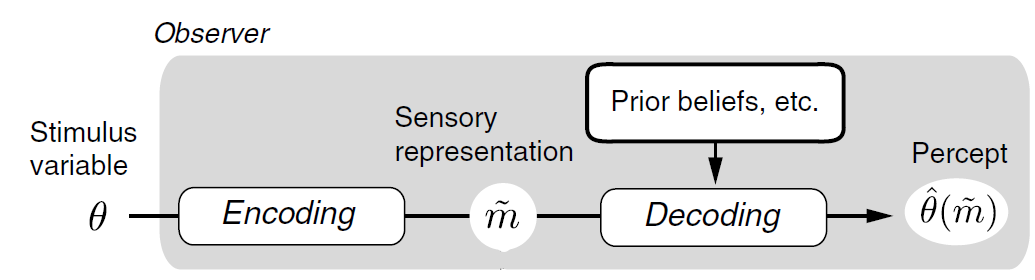 Observer
Prior beliefs, etc.
Sensory
representation
Stimulus
variable
Percept
θ
Encoding
m̃
Decoding
θ̂(m̃)